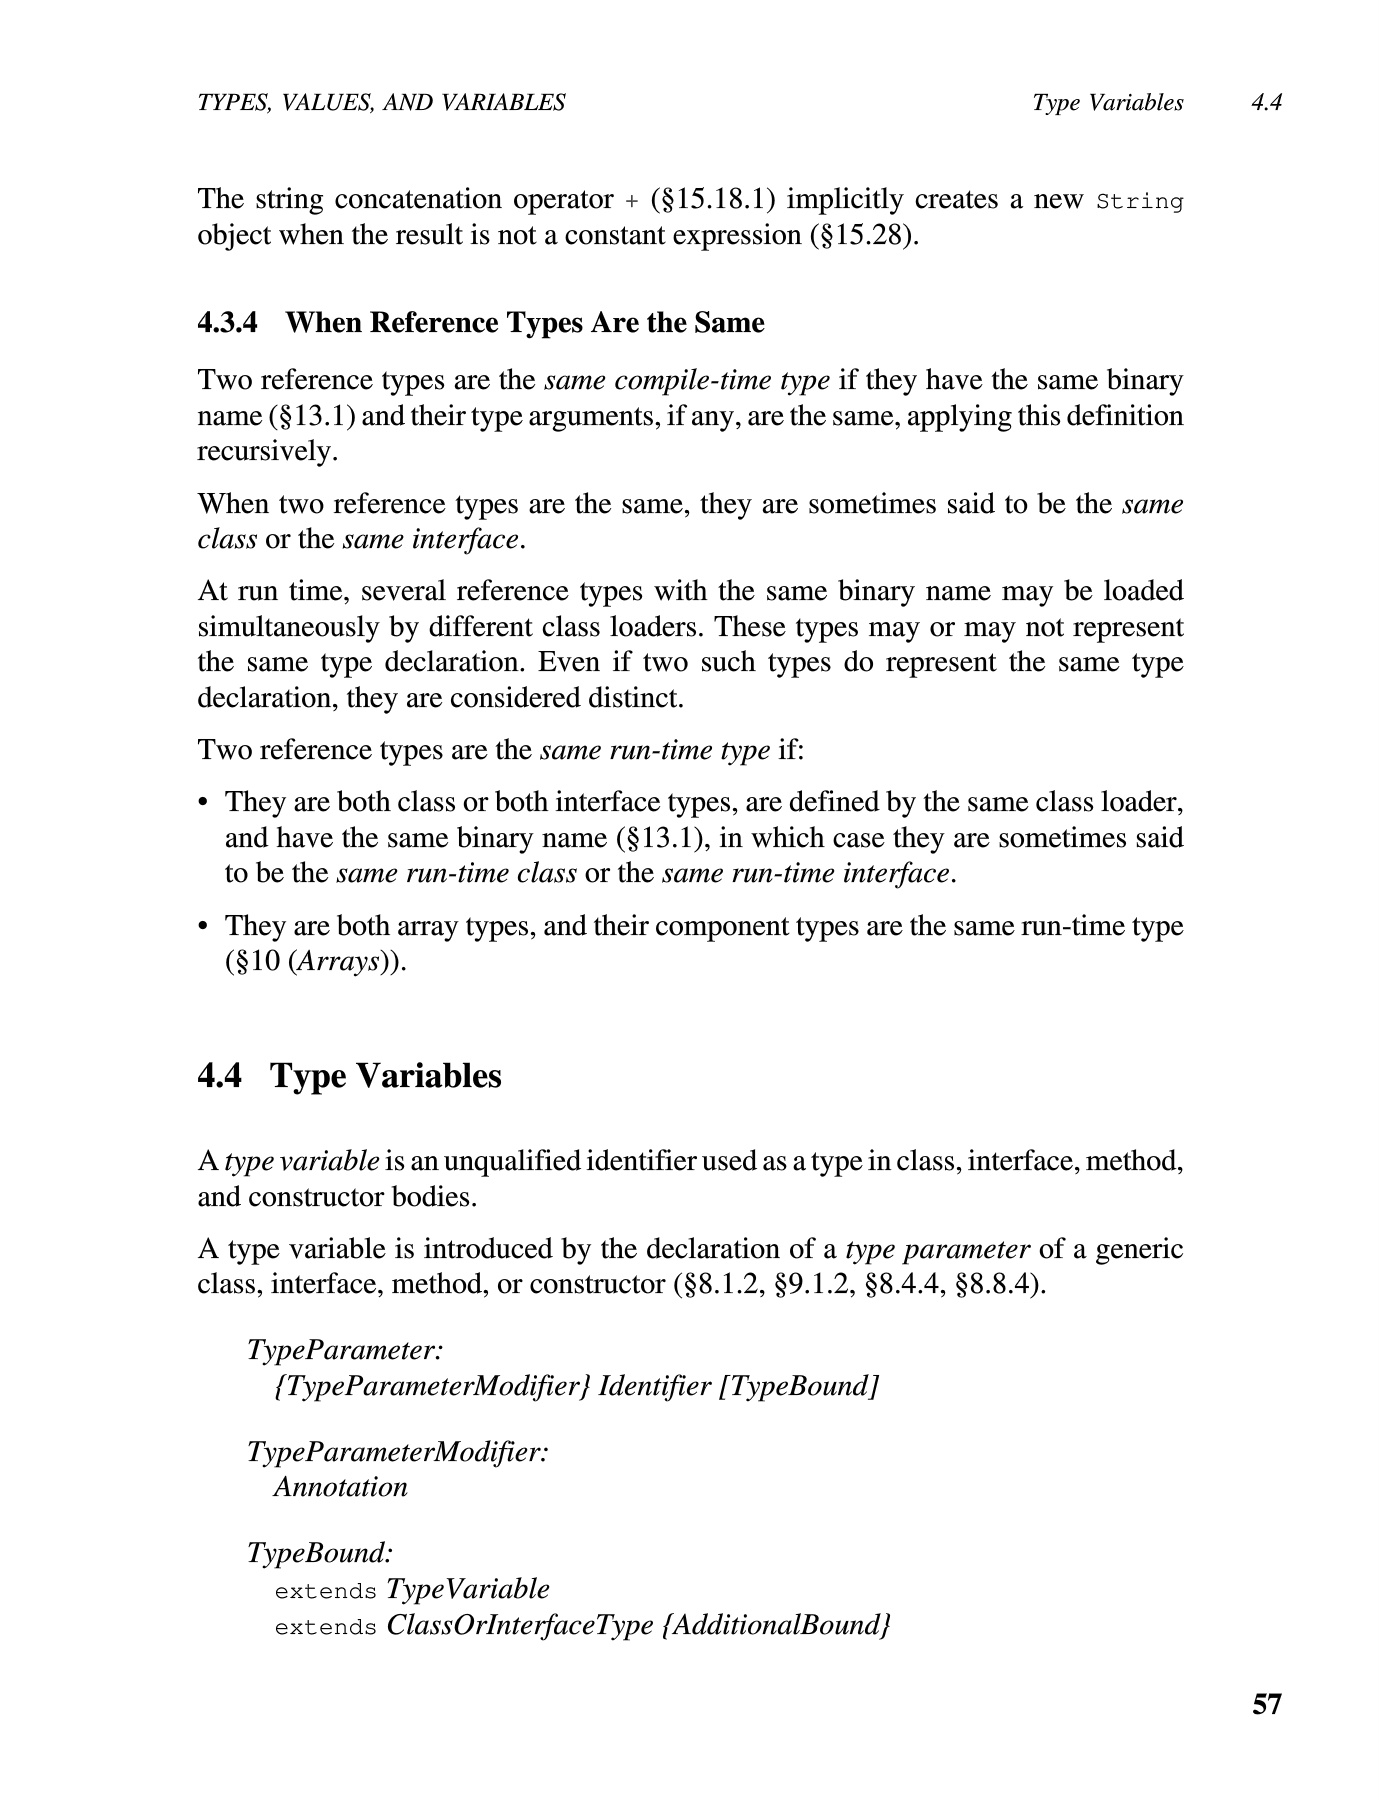 TYPES, VALUES, AND VARIABLES Type Variables 4.4
The string concatenation operator + (§15.18.1) implicitly creates a new String
object when the result is not a constant expression (§15.28).
4.3.4 When Reference Types Are the Same
Two reference types are the same compile-time type if they have the same binary
name (§13.1) and their type arguments, if any, are the same, applying this definition
recursively.
When two reference types are the same, they are sometimes said to be the same
class or the same interface.
At run time, several reference types with the same binary name may be loaded
simultaneously by different class loaders. These types may or may not represent
the same type declaration. Even if two such types do represent the same type
declaration, they are considered distinct.
Two reference types are the same run-time type if:
• They are both class or both interface types, are defined by the same class loader,
and have the same binary name (§13.1), in which case they are sometimes said
to be the same run-time class or the same run-time interface.
• They are both array types, and their component types are the same run-time type
(§10 (Arrays)).
4.4 Type Variables
A type variable is an unqualified identifier used as a type in class, interface, method,
and constructor bodies.
A type variable is introduced by the declaration of a type parameter of a generic
class, interface, method, or constructor (§8.1.2, §9.1.2, §8.4.4, §8.8.4).
TypeParameter:
{TypeParameterModifier} Identifier [TypeBound]
TypeParameterModifier:
Annotation
TypeBound:
extends TypeVariable
extends ClassOrInterfaceType {AdditionalBound}
57